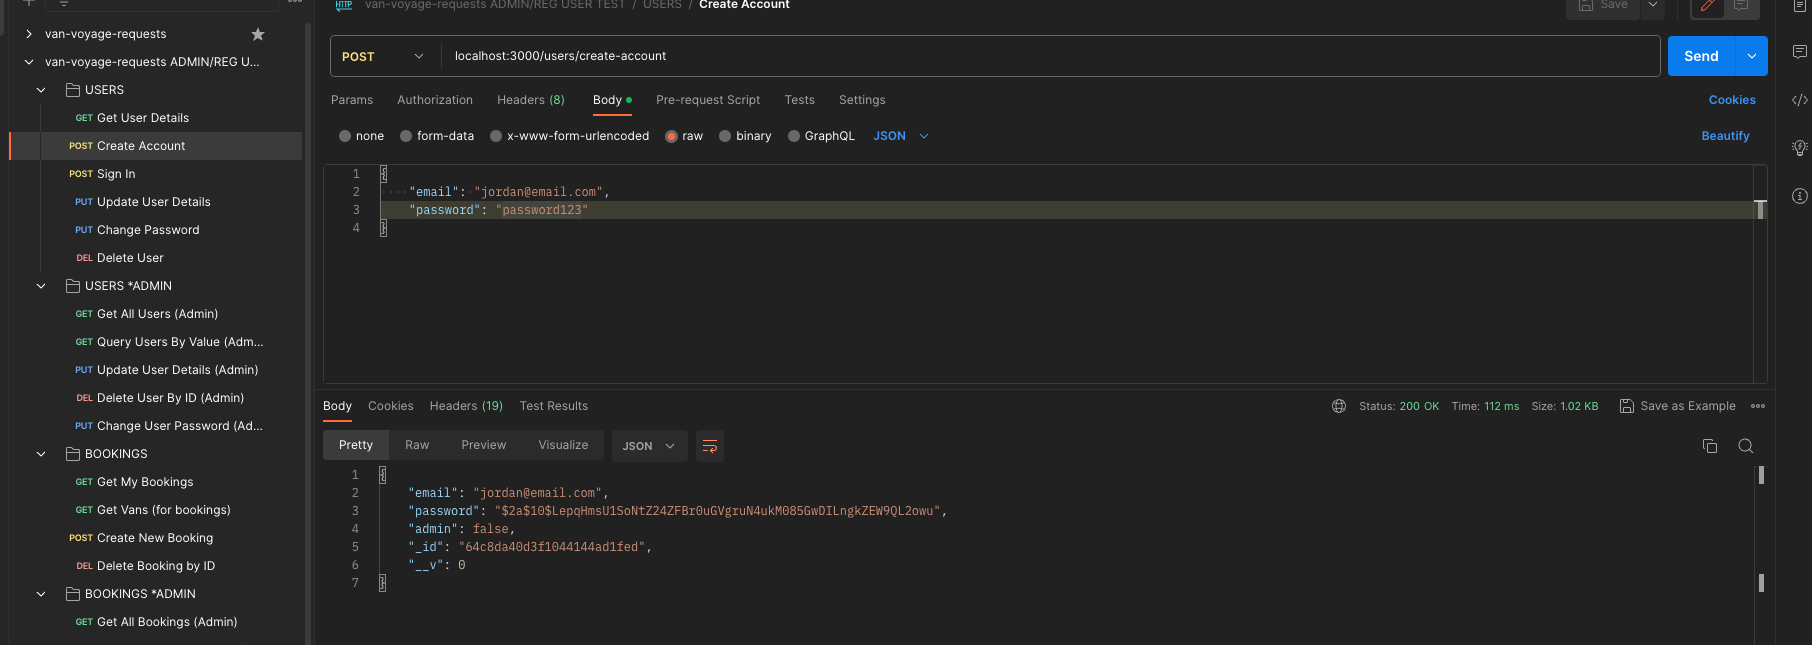 van-voyage-requests ADMIN/REG USER TEST / USERS / Create Account
Save
van-voyage-requests
van-voyage-requests ADMIN/REG U...
USERS
GET Get User Details
POST Create Account
POST Sign In
PUT Update User Details
PUT Change Password
DEL Delete User
USERS *ADMIN
GET Get All Users (Admin)
GET Query Users By Value (Adm...
PUT Update User Details (Admin)
DEL Delete User By ID (Admin)
PUT Change User Password (Ad...
BOOKINGS
GET Get My Bookings
GET Get Vans (for bookings)
POST Create New Booking
DEL Delete Booking by ID
BOOKINGS *ADMIN
GET Get All Bookings (Admin)
POST localhost:3000/users/create-account Send
Params Authorization Headers (8) Body Pre-request Script Tests Settings Cookies
none form-data x-www-form-urlencoded raw binary GraphQL JSON Beautify
1 {
2 "email": "jordan@email.com",
3 "password": "password123"
4 }
Body Cookies Headers (19) Test Results Status: 200 OK Time: 112 ms Size: 1.02 KB Save as Example
Pretty Raw Preview Visualize JSON
1 {
2 "email": "jordan@email.com",
3 "password": "$2a$10$LepqHmsU1SoNtZ24ZFBr0uGVgruN4ukM085GwDILngkZEW9QL2owu",
4 "admin": false,
5 "_id": "64c8da40d3f1044144ad1fed",
6 "__v": 0
7 }